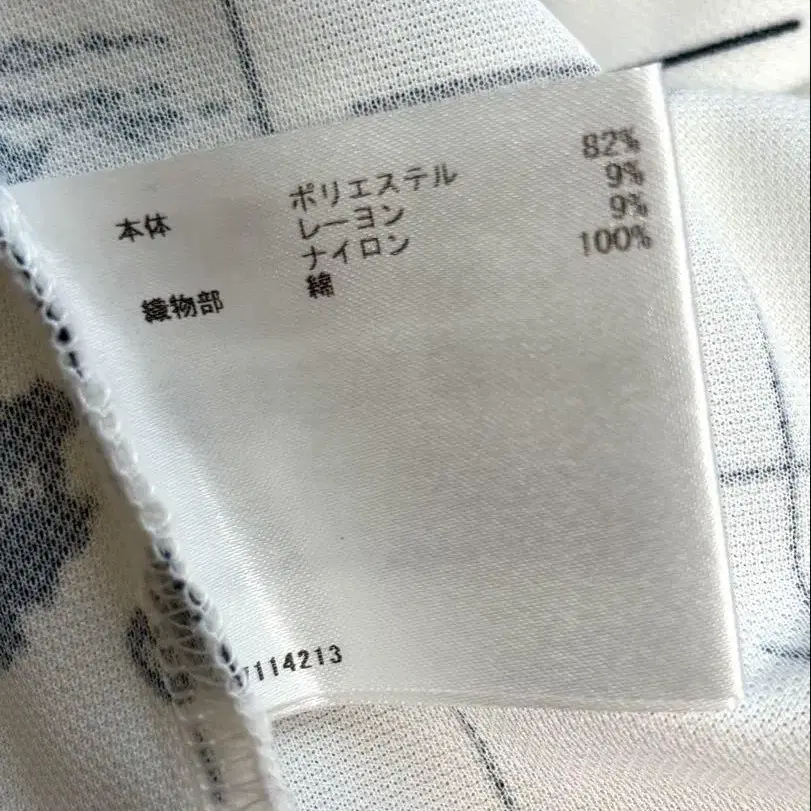 本体 ポリエステル 82%
レーヨン 9%
ナイロン 9%
織物部 綿 100%
7114213